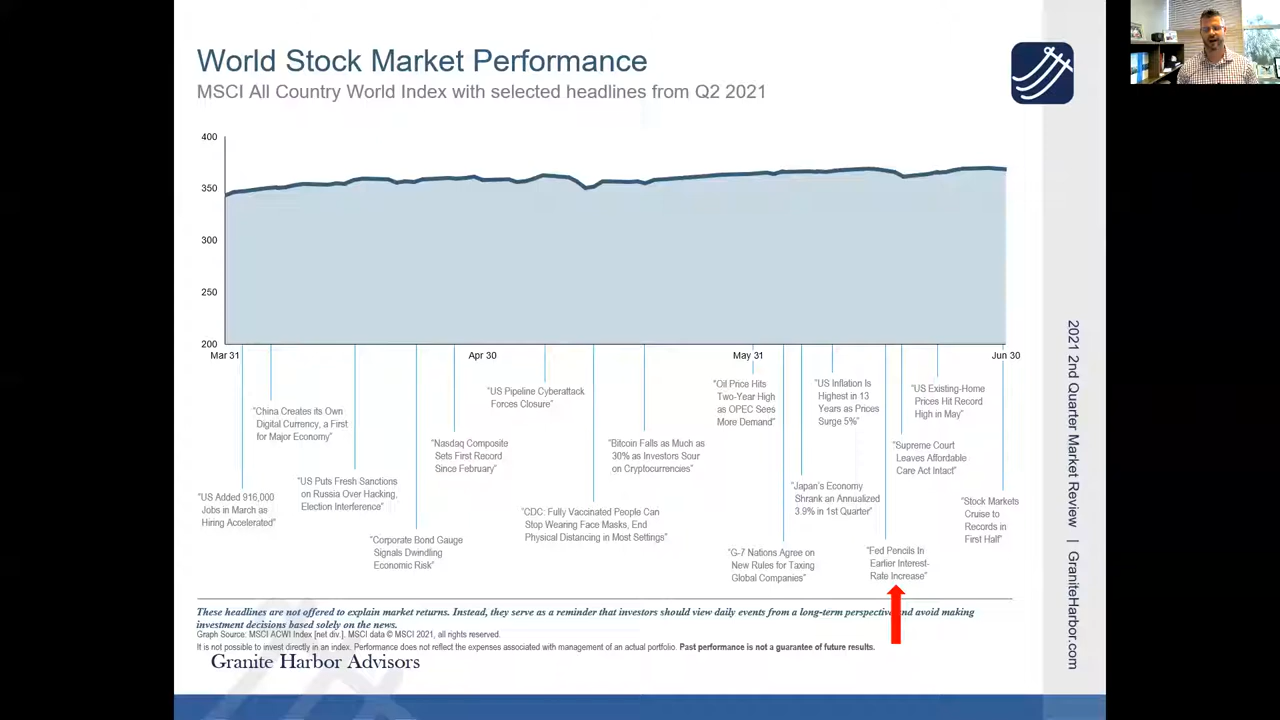 World Stock Market Performance
MSCI All Country World Index with selected headlines from Q2 2021
400
350
300
250
200
Mar 31
Apr 30
May 31
Jun 30
"US Added 916,000
Jobs in March as
Hiring Accelerated"
"China Creates its Own
Digital Currency, a First
for Major Economy"
"US Puts Fresh Sanctions
on Russia Over Hacking,
Election Interference"
"Corporate Bond Gauge
Signals Dwindling
Economic Risk"
"Nasdaq Composite
Sets First Record
Since February"
"US Pipeline Cyberattack
Forces Closure"
"CDC: Fully Vaccinated People Can
Stop Wearing Face Masks, End
Physical Distancing in Most Settings"
"Bitcoin Falls as Much as
30% as Investors Sour
on Cryptocurrencies"
"Oil Price Hits
Two-Year High
as OPEC Sees
More Demand"
"G-7 Nations Agree on
New Rules for Taxing
Global Companies"
"Japan's Economy
Shrank an Annualized
3.9% in 1st Quarter"
"US Inflation Is
Highest in 13
Years as Prices
Surge 5%"
"Fed Pencils In
Earlier Interest-
Rate Increase"
"Supreme Court
Leaves Affordable
Care Act Intact"
"US Existing-Home
Prices Hit Record
High in May"
"Stock Markets
Cruise to
Records in
First Half"
These headlines are not offered to explain market returns. Instead, they serve as a reminder that investors should view daily events from a long-term perspective and avoid making
investment decisions based solely on the news.
Graph Source: MSCI ACWI Index [net div.]. MSCI data © MSCI 2021, all rights reserved.
It is not possible to invest directly in an index. Performance does not reflect the expenses associated with management of an actual portfolio. Past performance is not a guarantee of future results.
Granite Harbor Advisors
2021 2nd Quarter Market Review | GraniteHarbor.com